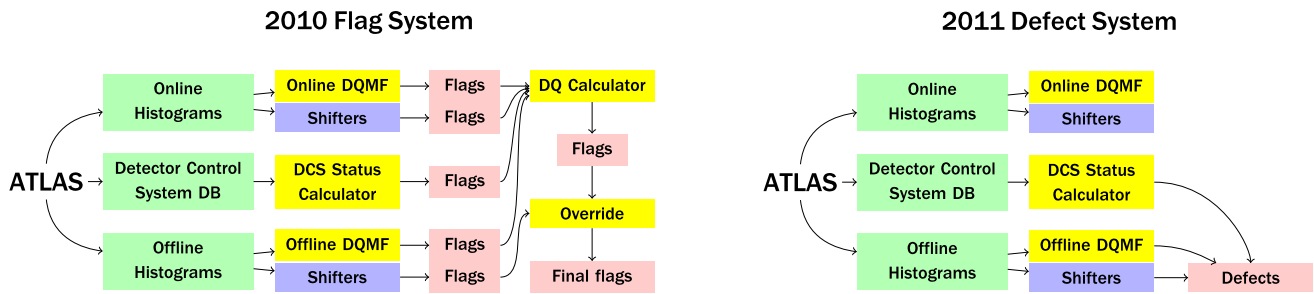 2010 Flag System
Online
Histograms
Online DQMF
Shifters
Flags
Flags
DQ Calculator
Flags
ATLAS
Detector Control
System DB
DCS Status
Calculator
Flags
Override
Offline
Histograms
Offline DQMF
Shifters
Flags
Flags
Final flags
2011 Defect System
Online
Histograms
Online DQMF
Shifters
ATLAS
Detector Control
System DB
DCS Status
Calculator
Offline
Histograms
Offline DQMF
Shifters
Defects